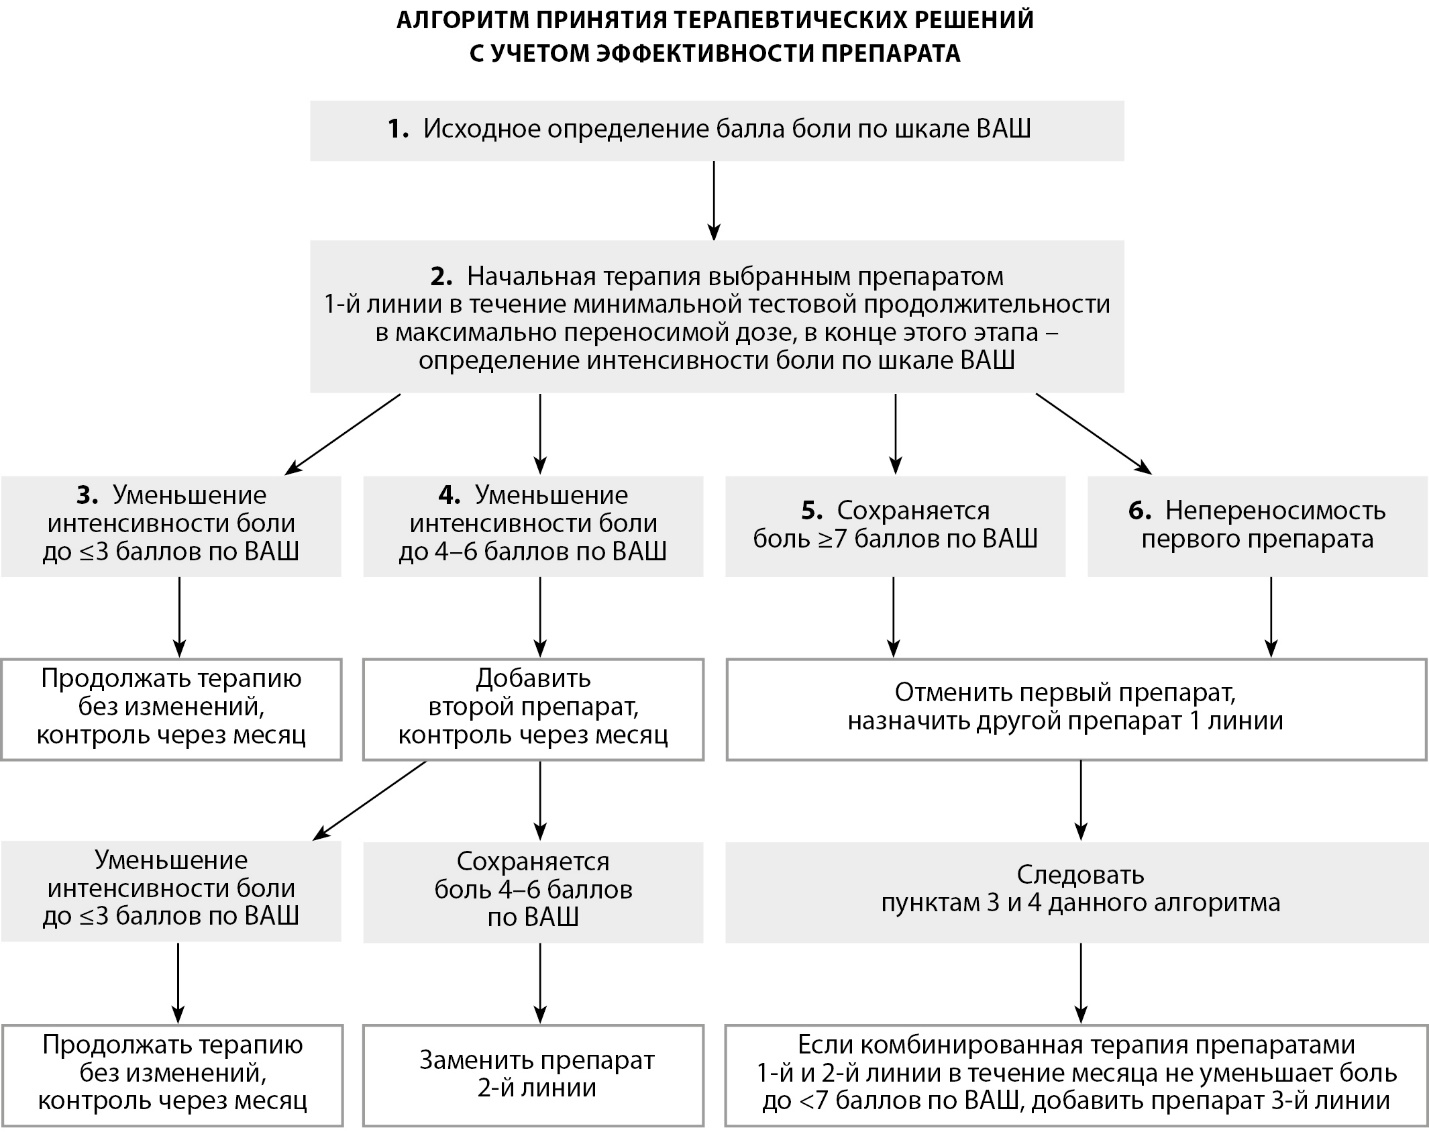 АЛГОРИТМ ПРИНЯТИЯ ТЕРАПЕВТИЧЕСКИХ РЕШЕНИЙ
С УЧЕТОМ ЭФФЕКТИВНОСТИ ПРЕПАРАТА
1. Исходное определение балла боли по шкале ВАШ
2. Начальная терапия выбранным препаратом
1-й линии в течение минимальной тестовой продолжительности
в максимально переносимой дозе, в конце этого этапа –
определение интенсивности боли по шкале ВАШ
3. Уменьшение
интенсивности боли
до ≤3 баллов по ВАШ
4. Уменьшение
интенсивности боли
до 4–6 баллов по ВАШ
5. Сохраняется
боль ≥7 баллов по ВАШ
6. Непереносимость
первого препарата
Продолжать терапию
без изменений,
контроль через месяц
Добавить
второй препарат,
контроль через месяц
Отменить первый препарат,
назначить другой препарат 1 линии
Уменьшение
интенсивности боли
до ≤3 баллов по ВАШ
Сохраняется
боль 4–6 баллов
по ВАШ
Следовать
пунктам 3 и 4 данного алгоритма
Продолжать терапию
без изменений,
контроль через месяц
Заменить препарат
2-й линии
Если комбинированная терапия препаратами
1-й и 2-й линии в течение месяца не уменьшает боль
до <7 баллов по ВАШ, добавить препарат 3-й линии